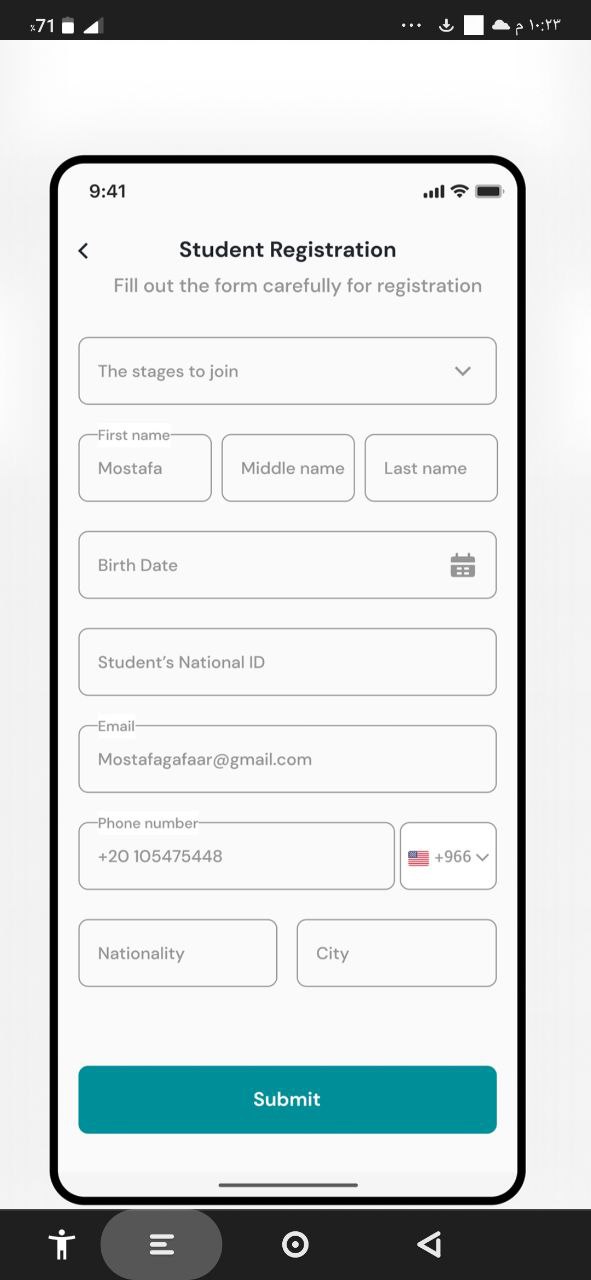 ٪71 ··· م ١٠:٢٣
9:41
Student Registration
Fill out the form carefully for registration
The stages to join
First name
Mostafa Middle name Last name
Birth Date
Student’s National ID
Email
Mostafagafaar@gmail.com
Phone number
+20 105475448 +966
Nationality City
Submit